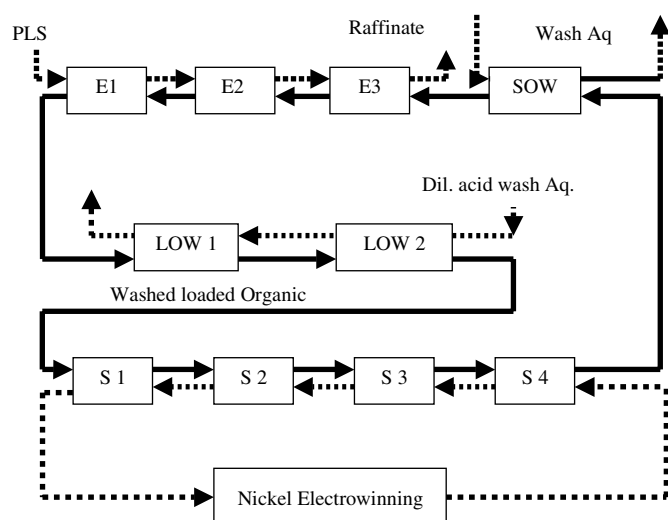 PLS
Raffinate
Wash Aq
E1
E2
E3
SOW
Dil. acid wash Aq.
LOW 1
LOW 2
Washed loaded Organic
S 1
S 2
S 3
S 4
Nickel Electrowinning